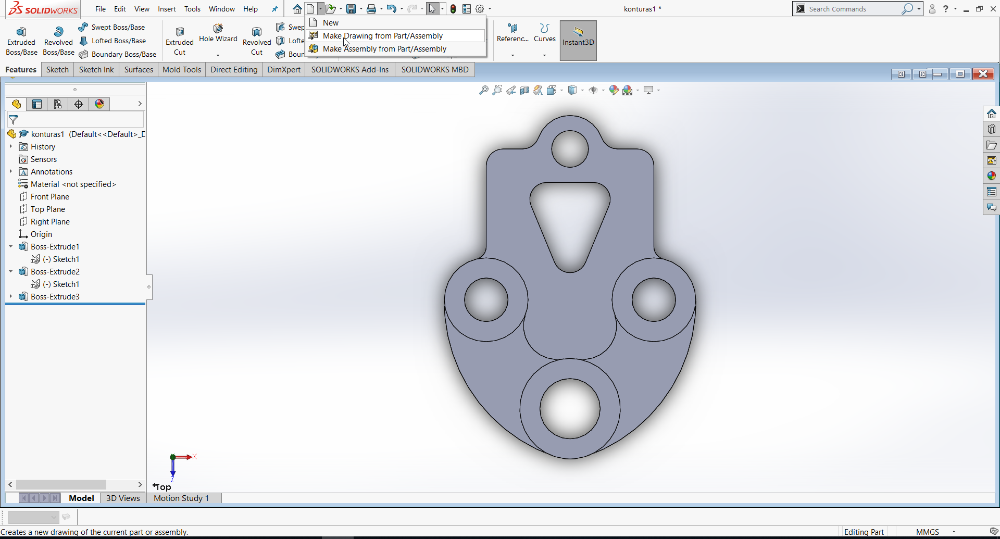 SOLIDWORKS File Edit View Insert Tools Window Help konturas1 * Search Commands ?
New
Make Drawing from Part/Assembly
Make Assembly from Part/Assembly
Extruded Boss/Base
Revolved Boss/Base
Swept Boss/Base
Lofted Boss/Base
Boundary Boss/Base
Extruded Cut
Hole Wizard
Revolved Cut
Swep
Lofte
Boun
Referenc...
Curves
Instant3D
Features Sketch Sketch Ink Surfaces Mold Tools Direct Editing DimXpert SOLIDWORKS Add-Ins SOLIDWORKS MBD
konturas1 (Default<<Default>_D
History
Sensors
Annotations
Material <not specified>
Front Plane
Top Plane
Right Plane
Origin
Boss-Extrude1
(-) Sketch1
Boss-Extrude2
(-) Sketch1
Boss-Extrude3
X
Z
*Top
Model 3D Views Motion Study 1
Creates a new drawing of the current part or assembly. Editing Part MMGS